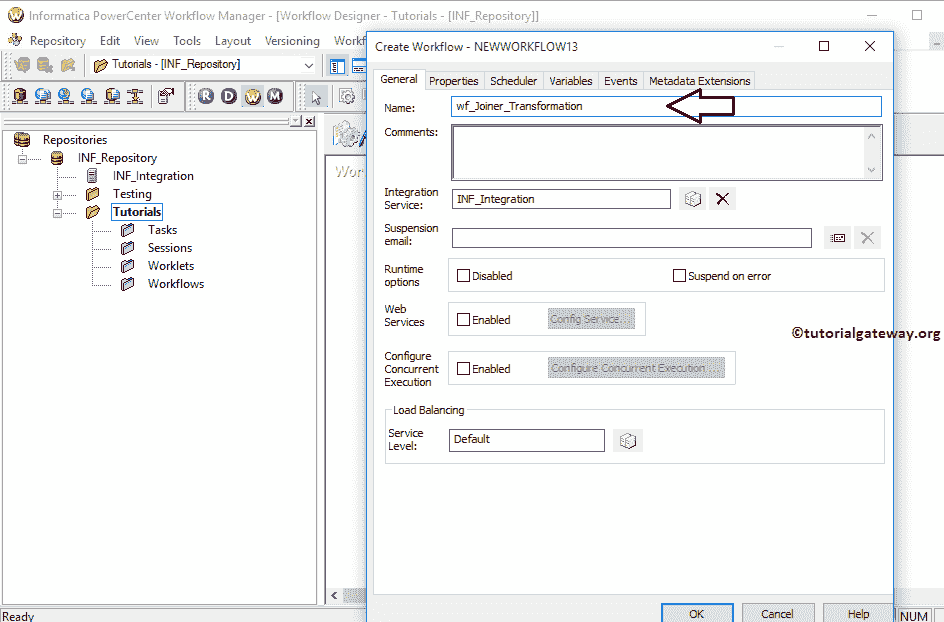 Informatica PowerCenter Workflow Manager - [Workflow Designer - Tutorials - [INF_Repository]]
Repository Edit View Tools Layout Versioning Workf
Tutorials - [INF_Repository]
R D W M
Repositories
INF_Repository
INF_Integration
Testing
Tutorials
Tasks
Sessions
Worklets
Workflows
Wor
Create Workflow - NEWWORKFLOW13
General Properties Scheduler Variables Events Metadata Extensions
Name: wf_Joiner_Transformation
Comments:
Integration
Service: INF_Integration
Suspension
email:
Runtime
options
Disabled Suspend on error
Web
Services
Enabled Config Service...
©tutorialgateway.org
Configure
Concurrent
Execution
Enabled Configure Concurrent Execution ...
Load Balancing
Service
Level: Default
OK Cancel Help
Ready NUM